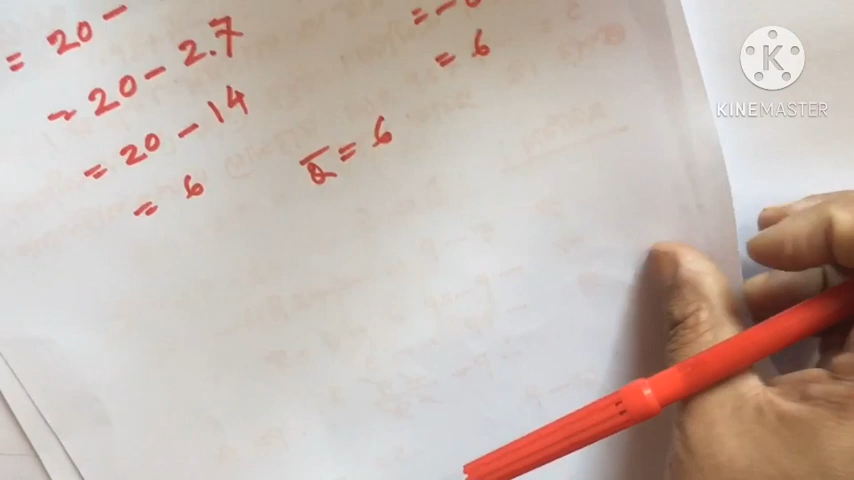 = 20 -
= 20 - 2.7
= 20 - 14
= 6
= - 
= 6
Q̅ = 6
K
KINEMASTER